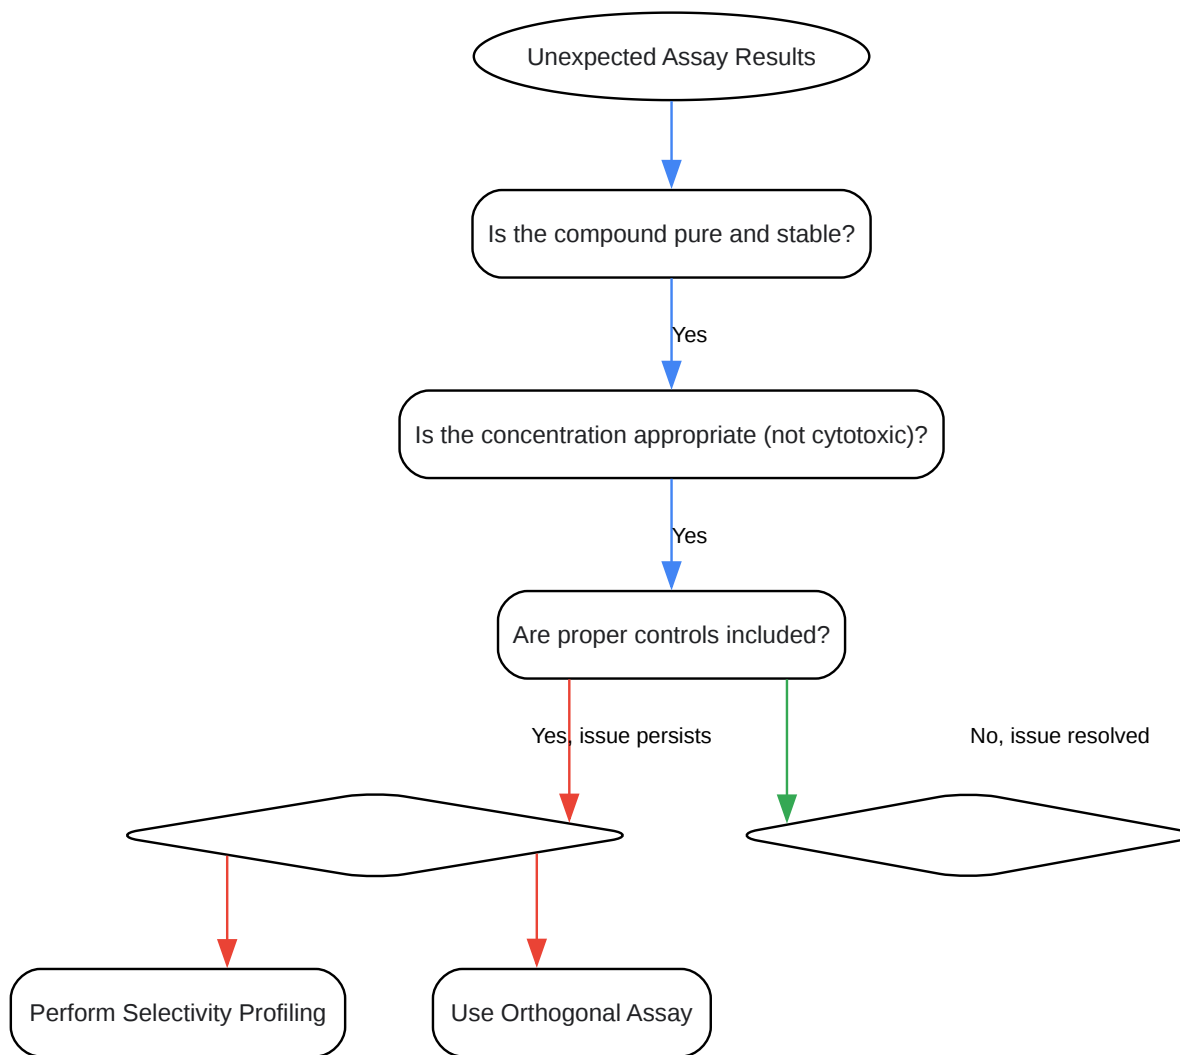 Unexpected Assay Results
Is the compound pure and stable?
Yes
Is the concentration appropriate (not cytotoxic)?
Yes
Are proper controls included?
Yes, issue persists
No, issue resolved
Perform Selectivity Profiling
Use Orthogonal Assay